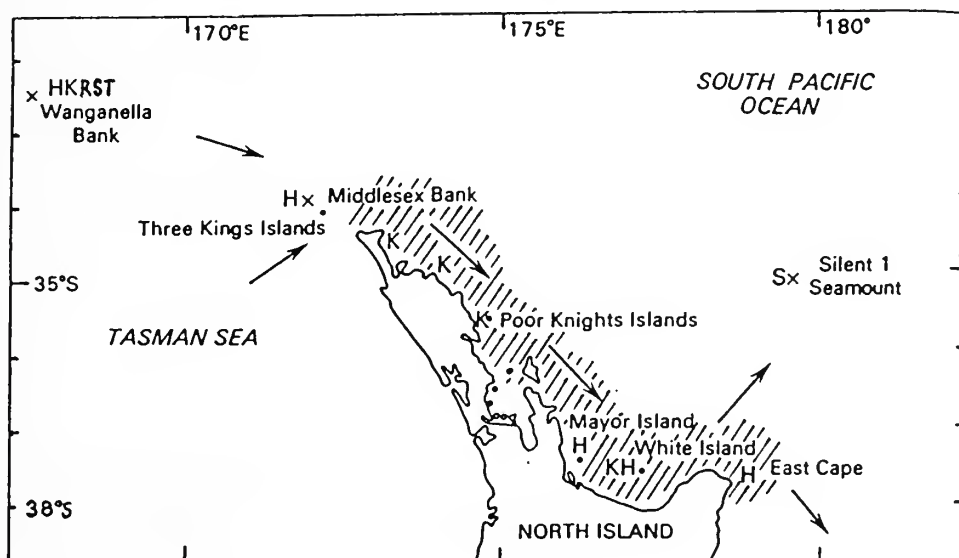 170°E
175°E
180°
HKRST
Wanganella
Bank
SOUTH PACIFIC
OCEAN
H× Middlesex Bank
Three Kings Islands
K
K
35°S
S× Silent 1
Seamount
TASMAN SEA
K Poor Knights Islands
Mayor Island
H
KH White Island
H East Cape
38°S
NORTH ISLAND